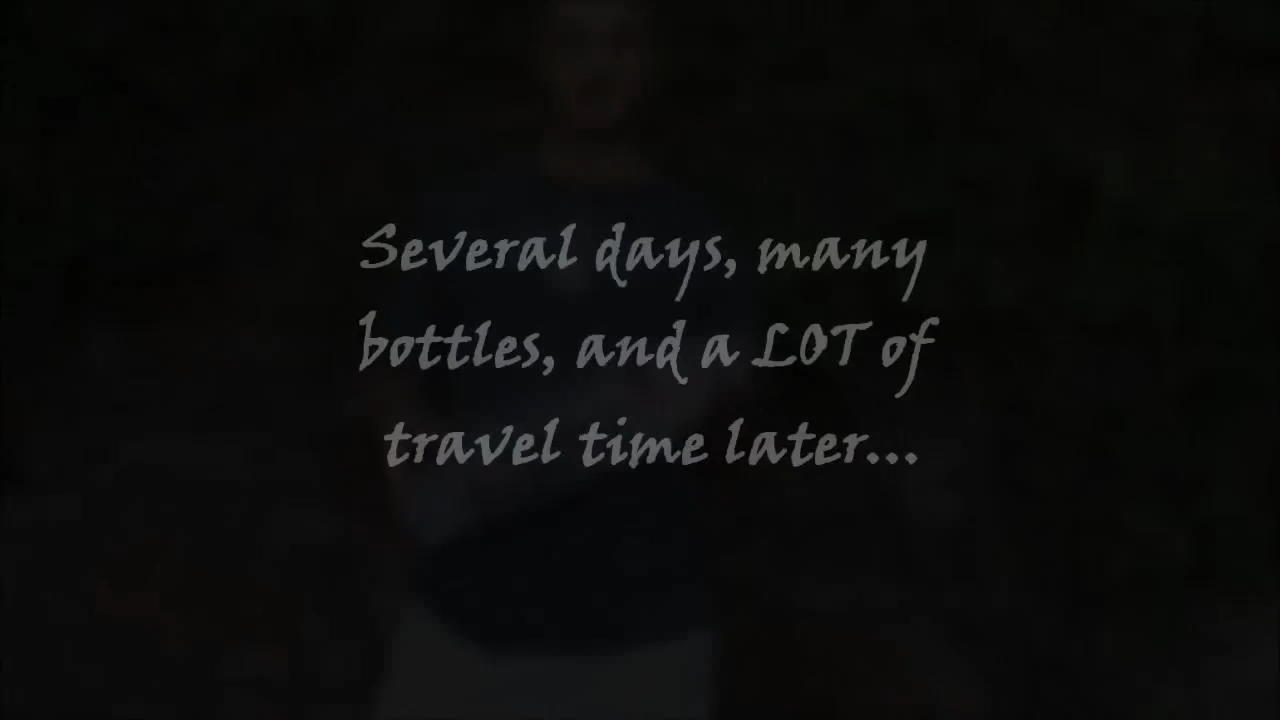 Several days, many
bottles, and a LOT of
travel time later...